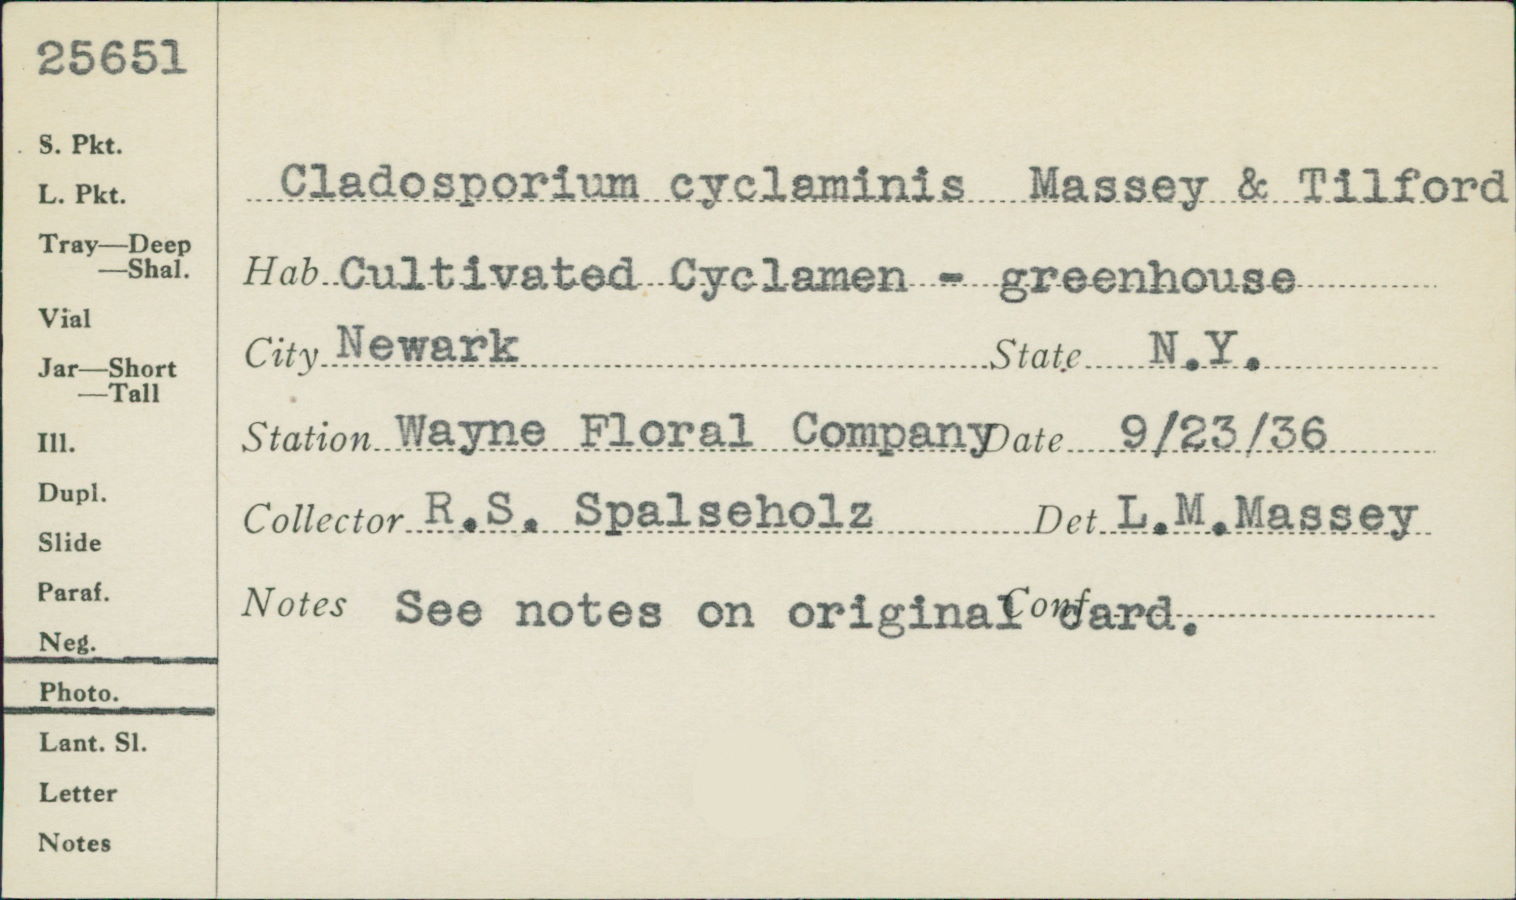 25651
S. Pkt.
L. Pkt.
Tray—Deep
—Shal.
Vial
Jar—Short
—Tall
Ill.
Dupl.
Slide
Paraf.
Neg.
Photo.
Lant. Sl.
Letter
Notes
Cladosporium cyclaminis Massey & Tilford
Hab. Cultivated Cyclamen - greenhouse
City Newark State N.Y.
Station Wayne Floral Company Date 9/23/36
Collector R.S. Spalseholz Det. L.M.Massey
Notes See notes on original card. Conf.